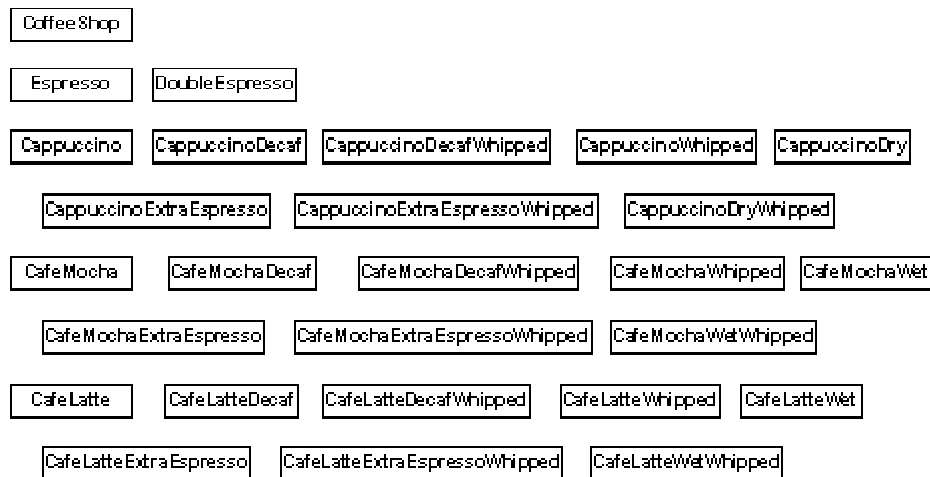 CoffeeShop
Espresso DoubleEspresso
Cappuccino CappuccinoDecaf CappuccinoDecafWhipped CappuccinoWhipped CappuccinoDry
CappuccinoExtraEspresso CappuccinoExtraEspressoWhipped CappuccinoDryWhipped
CafeMocha CafeMochaDecaf CafeMochaDecafWhipped CafeMochaWhipped CafeMochaWet
CafeMochaExtraEspresso CafeMochaExtraEspressoWhipped CafeMochaWetWhipped
CafeLatte CafeLatteDecaf CafeLatteDecafWhipped CafeLatteWhipped CafeLatteWet
CafeLatteExtraEspresso CafeLatteExtraEspressoWhipped CafeLatteWetWhipped